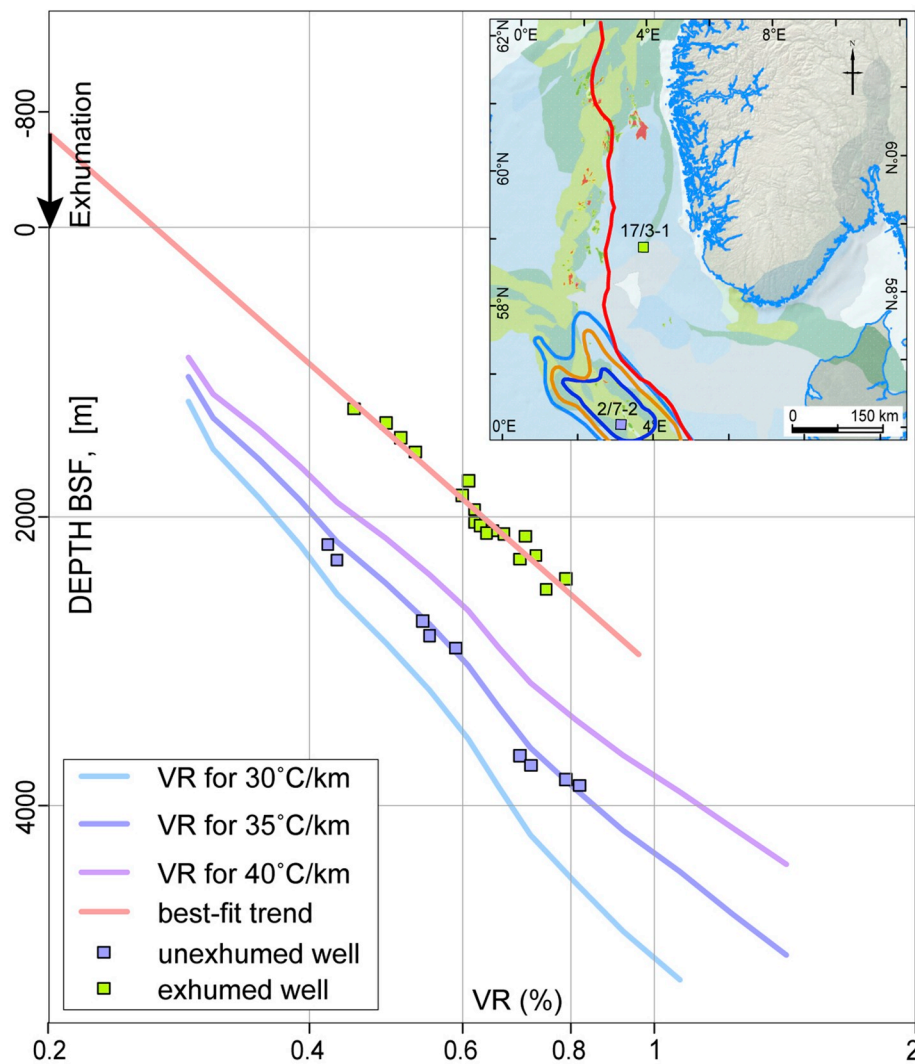 -800
0
2000
4000
Exhumation
DEPTH BSF, [m]
62°N
0°E
4°E
8°E
N
60°N
60°N
17/3-1
58°N
58°N
2/7-2
0°E
4°E
0 150 km
VR for 30°C/km
VR for 35°C/km
VR for 40°C/km
best-fit trend
unexhumed well
exhumed well
VR (%)
0.2
0.4
0.6
0.8
1
2